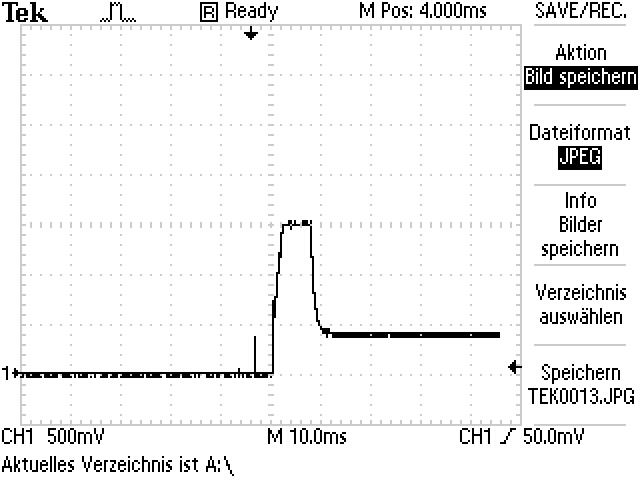 Tek R Ready M Pos: 4.000ms SAVE/REC.
Aktion
Bild speichern
Dateiformat
JPEG
Info
Bilder
speichern
Verzeichnis
auswählen
1
Speichern
TEK0013.JPG
CH1 500mV M 10.0ms CH1 50.0mV
Aktuelles Verzeichnis ist A:\